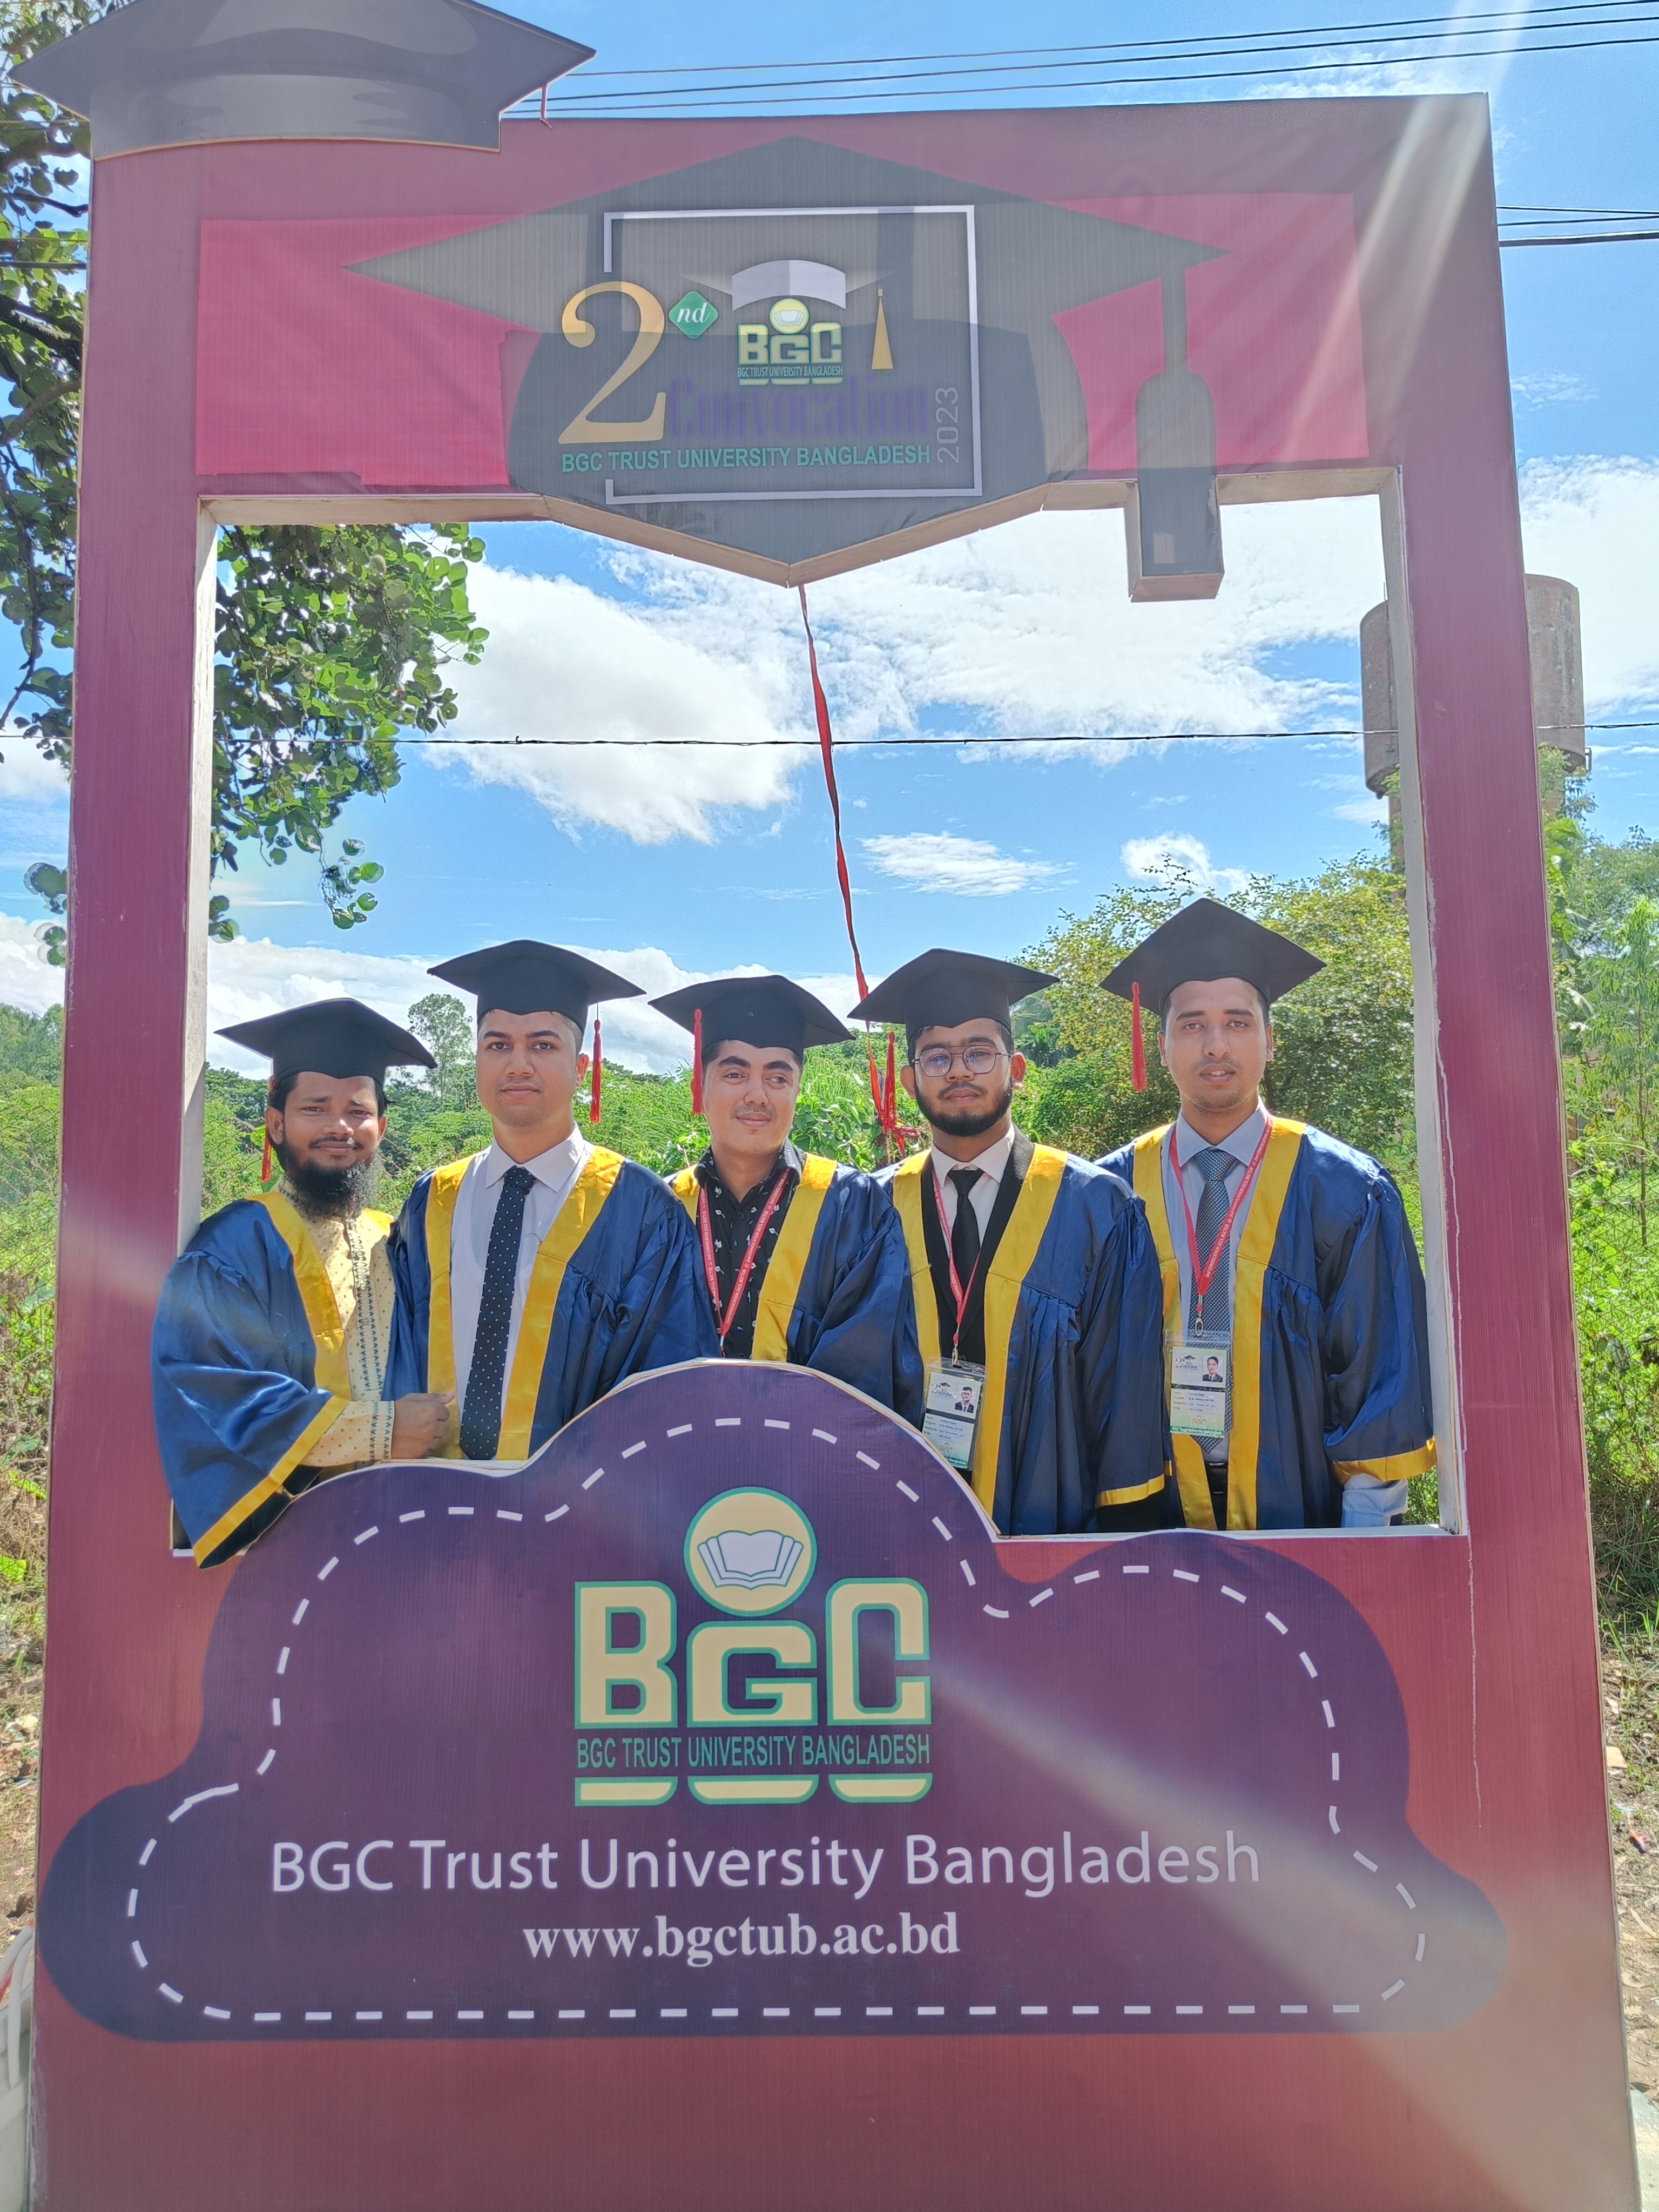 2nd
BGC
BGC TRUST UNIVERSITY BANGLADESH
Convocation
2023
BGC TRUST UNIVERSITY BANGLADESH
BGC
BGC TRUST UNIVERSITY BANGLADESH
BGC Trust University Bangladesh
www.bgctub.ac.bd